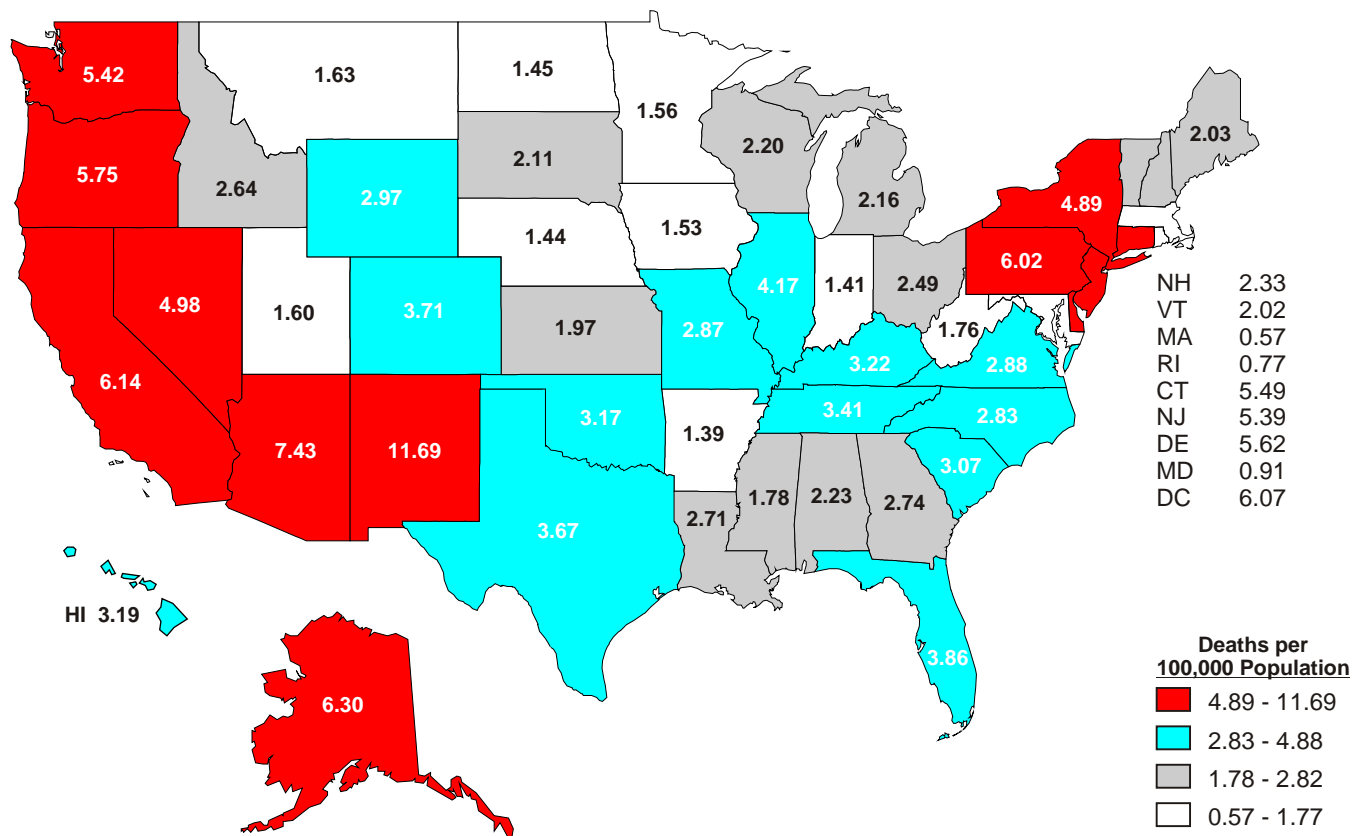 5.42
1.63
1.45
1.56
2.03
2.20
2.11
5.75
2.64
2.97
2.16
4.89
1.53
1.44
6.02
4.98
4.17
1.41
2.49
1.60
3.71
1.97
2.87
1.76
6.14
3.22
2.88
3.17
3.41
2.83
7.43
11.69
1.39
3.07
1.78
2.23
2.74
2.71
3.67
NH 2.33
VT 2.02
MA 0.57
RI 0.77
CT 5.49
NJ 5.39
DE 5.62
MD 0.91
DC 6.07
HI 3.19
3.86
6.30
Deaths per
100,000 Population
4.89 - 11.69
2.83 - 4.88
1.78 - 2.82
0.57 - 1.77